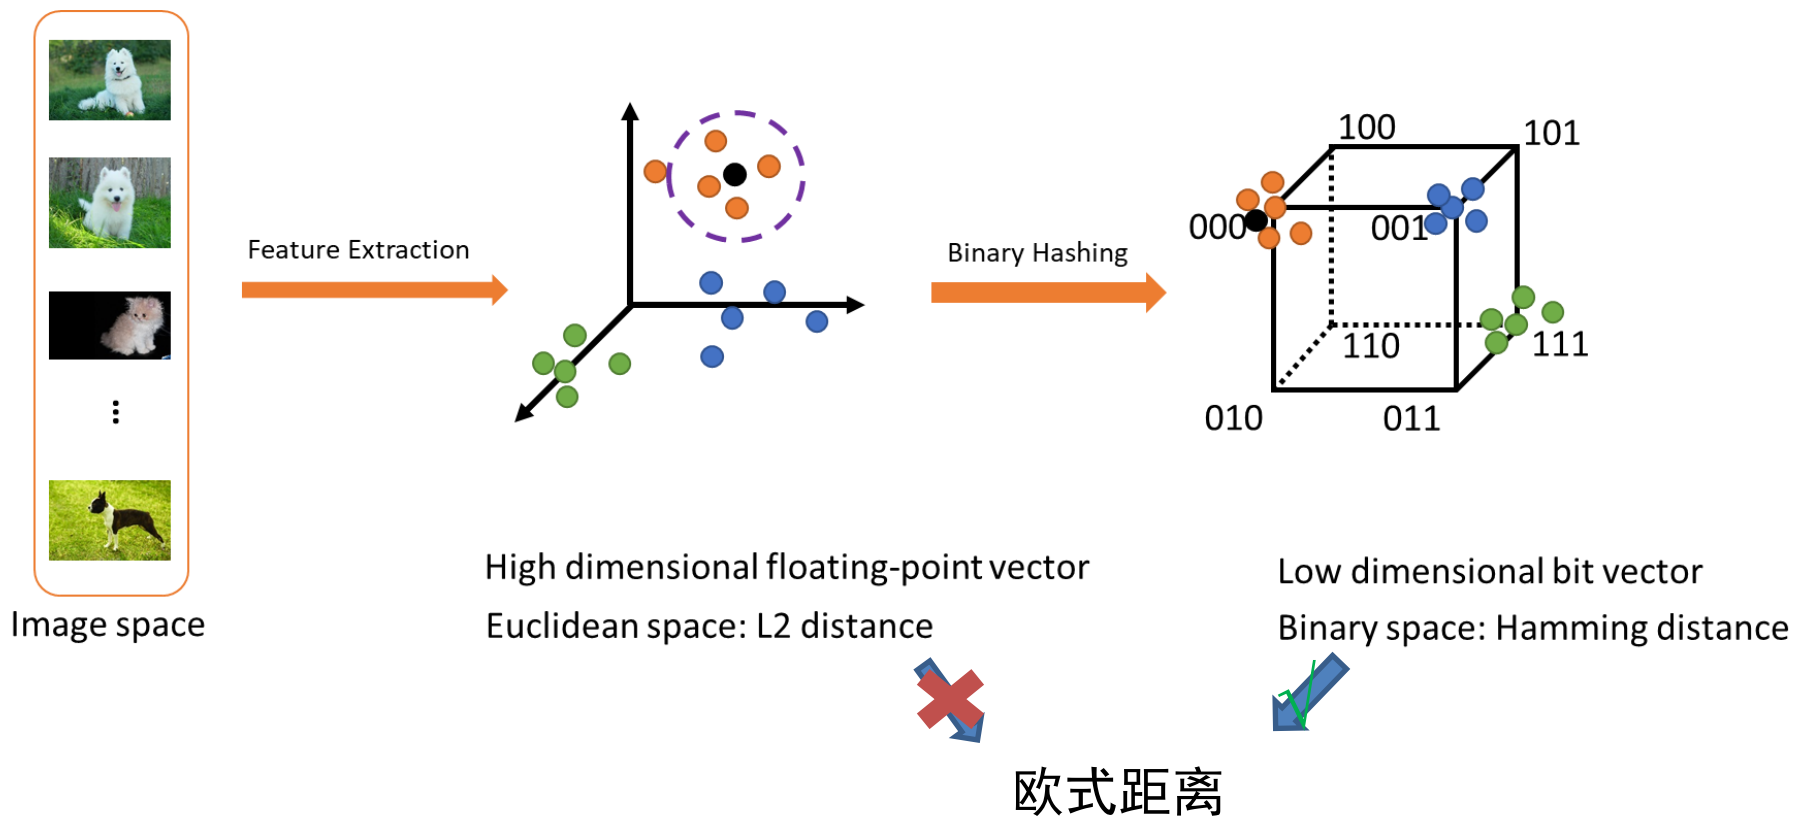 Image space
Feature Extraction
Binary Hashing
100
101
000
001
110
111
010
011
High dimensional floating-point vector
Euclidean space: L2 distance
Low dimensional bit vector
Binary space: Hamming distance
欧式距离